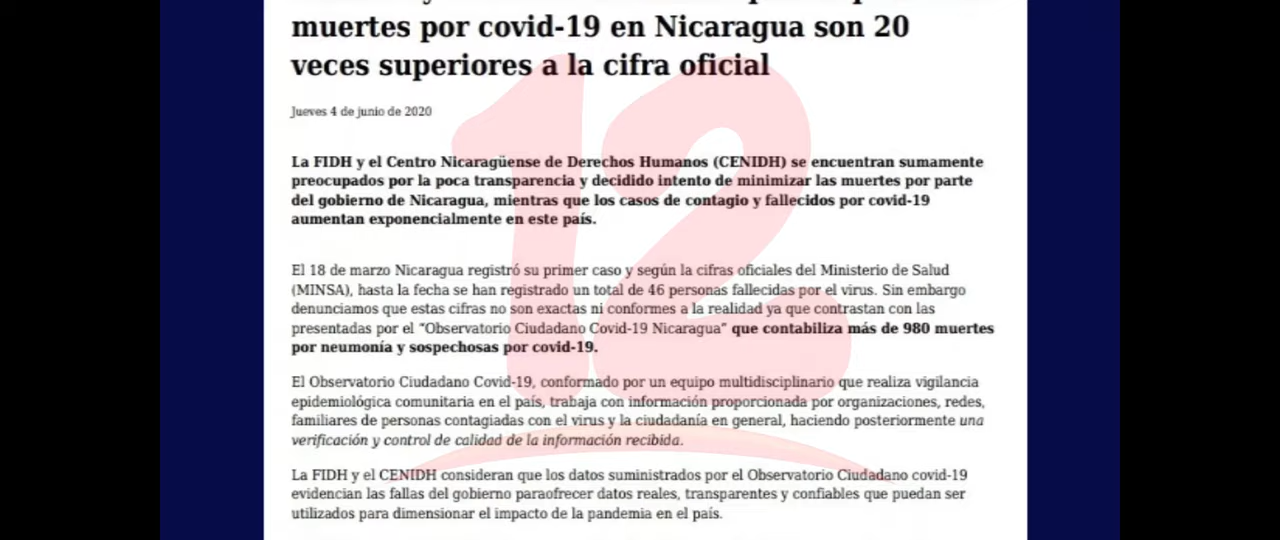 muertes por covid-19 en Nicaragua son 20
veces superiores a la cifra oficial
Jueves 4 de junio de 2020
La FIDH y el Centro Nicaragüense de Derechos Humanos (CENIDH) se encuentran sumamente
preocupados por la poca transparencia y decidido intento de minimizar las muertes por parte
del gobierno de Nicaragua, mientras que los casos de contagio y fallecidos por covid-19
aumentan exponencialmente en este país.
El 18 de marzo Nicaragua registró su primer caso y según la cifras oficiales del Ministerio de Salud
(MINSA), hasta la fecha se han registrado un total de 46 personas fallecidas por el virus. Sin embargo
denunciamos que estas cifras no son exactas ni conformes a la realidad ya que contrastan con las
presentadas por el “Observatorio Ciudadano Covid-19 Nicaragua” que contabiliza más de 980 muertes
por neumonía y sospechosas por covid-19.
El Observatorio Ciudadano Covid-19, conformado por un equipo multidisciplinario que realiza vigilancia
epidemiológica comunitaria en el país, trabaja con información proporcionada por organizaciones, redes,
familiares de personas contagiadas con el virus y la ciudadanía en general, haciendo posteriormente una
verificación y control de calidad de la información recibida.
La FIDH y el CENIDH consideran que los datos suministrados por el Observatorio Ciudadano covid-19
evidencian las fallas del gobierno paraofrecer datos reales, transparentes y confiables que puedan ser
utilizados para dimensionar el impacto de la pandemia en el país.
12